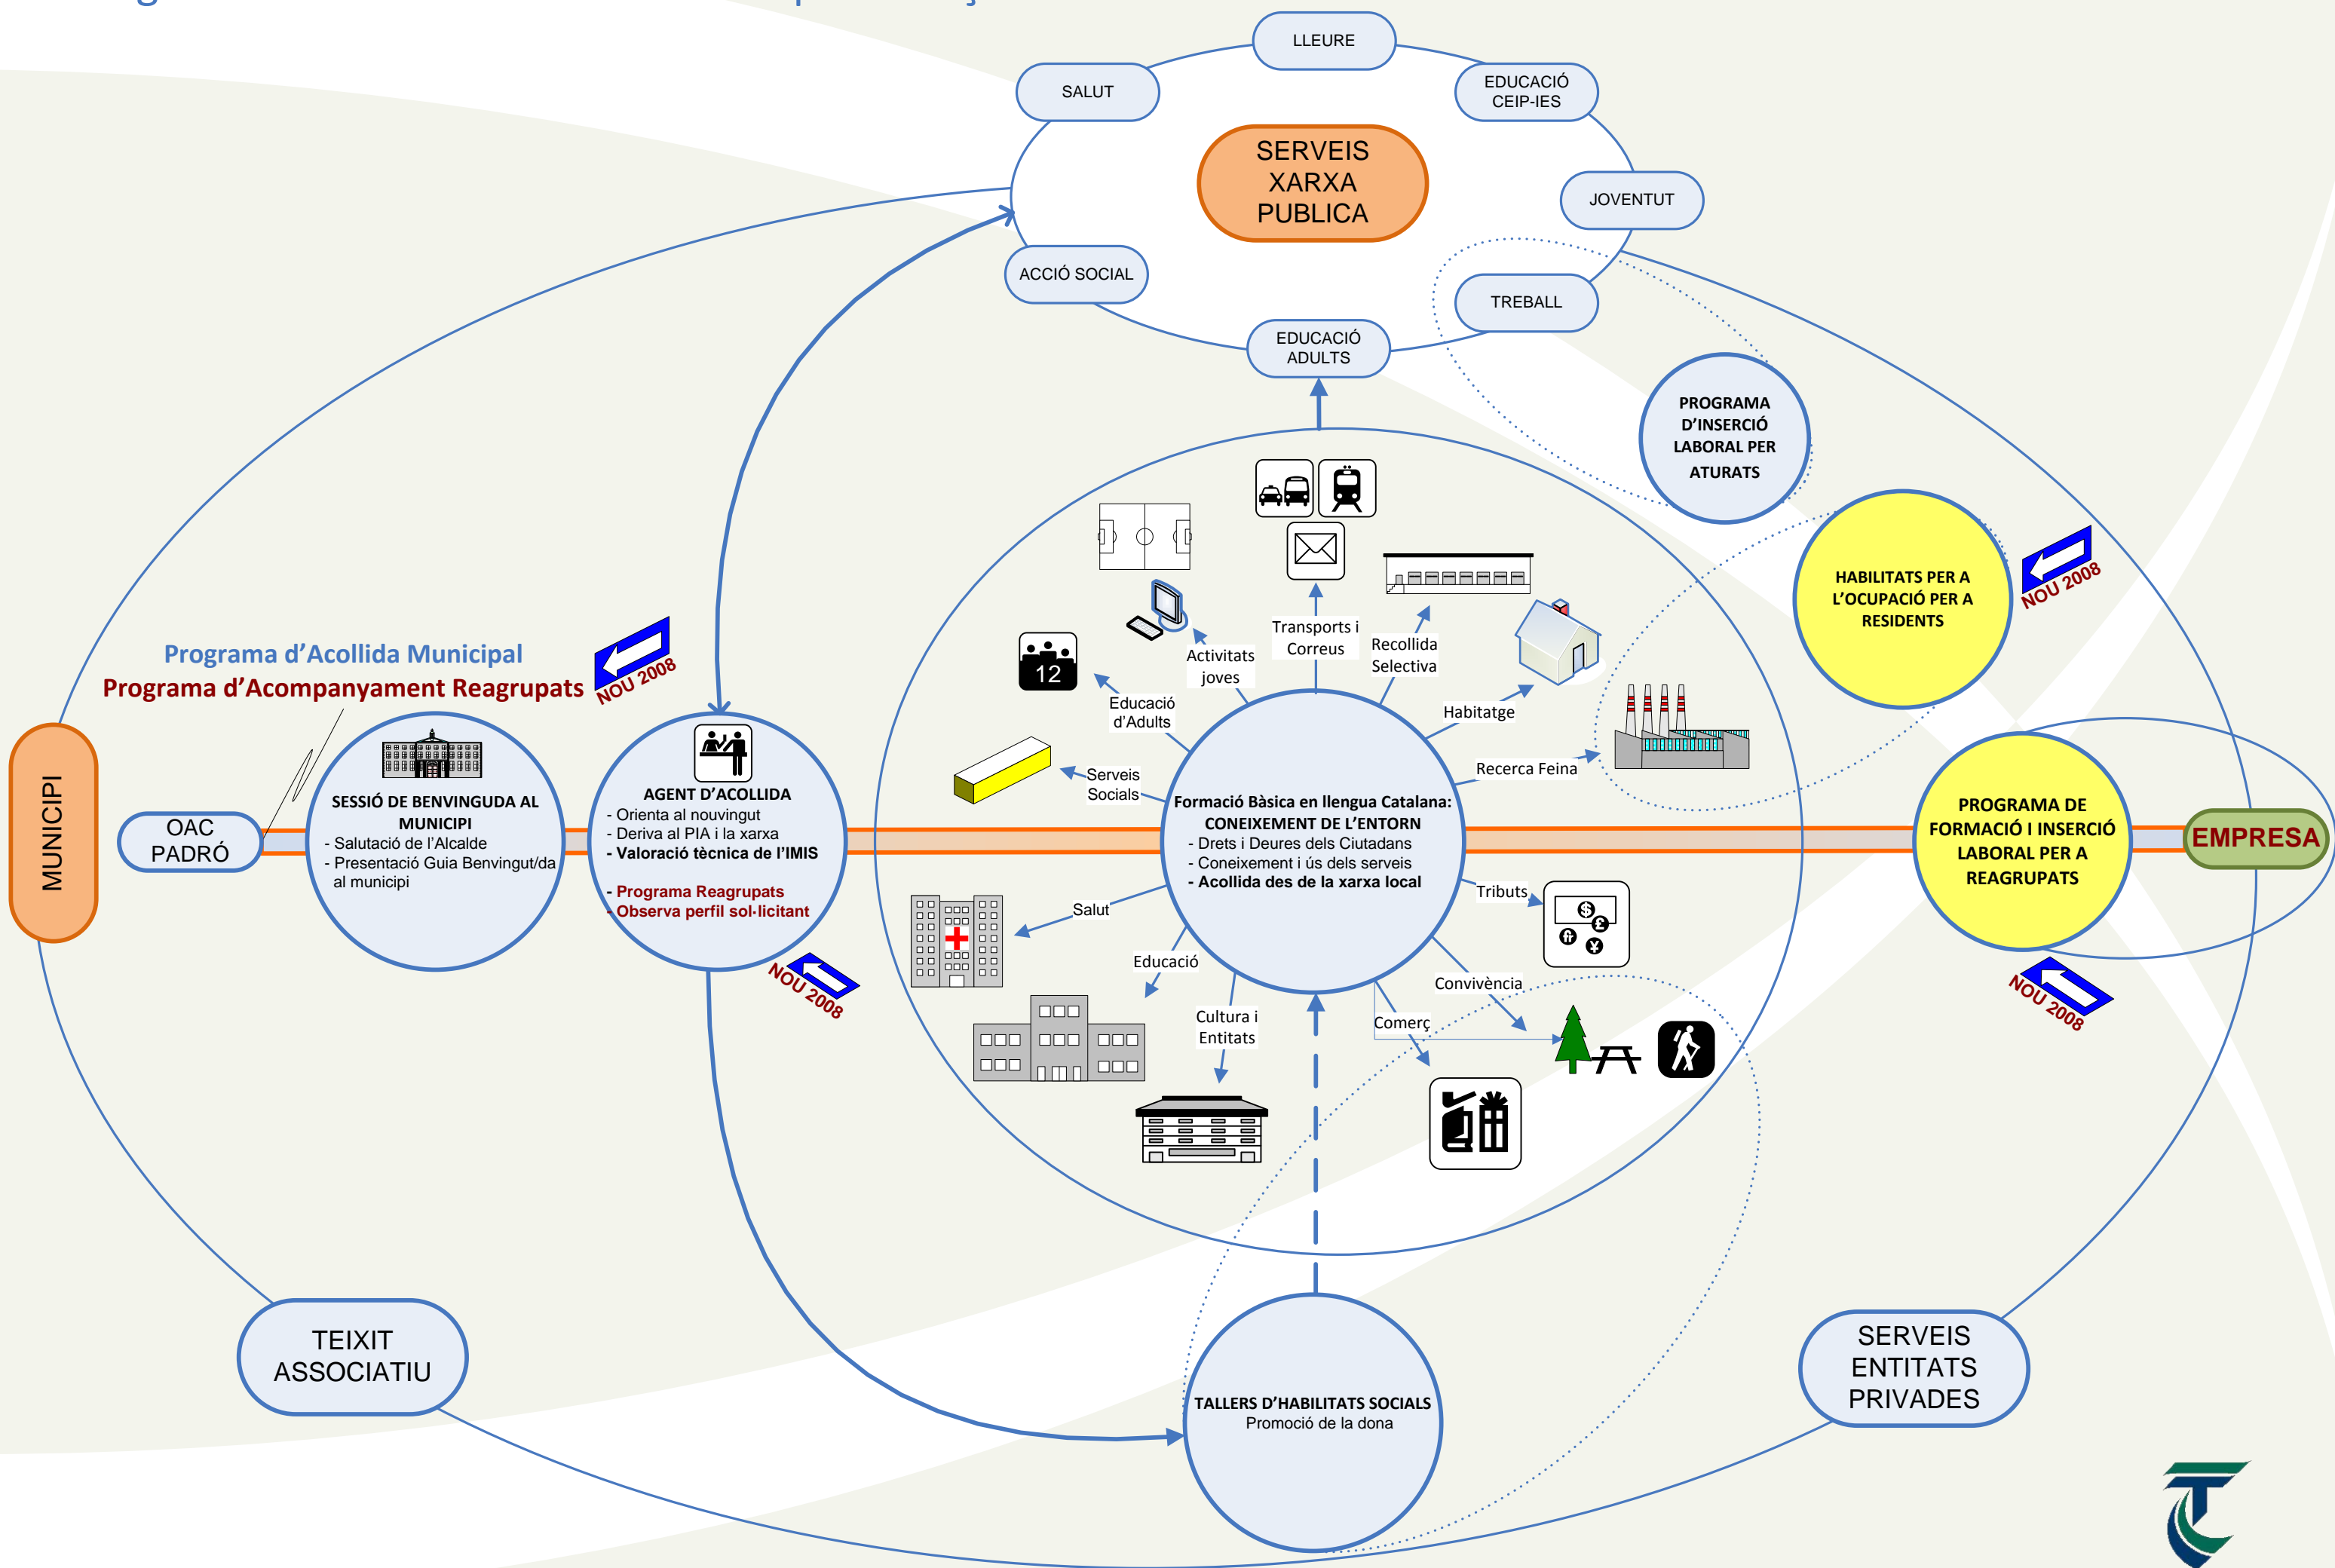 LLEURE
SALUT
EDUCACIÓ
CEIP-IES
SERVEIS
XARXA
PUBLICA
JOVENTUT
ACCIÓ SOCIAL
TREBALL
EDUCACIÓ
ADULTS
PROGRAMA
D’INSERCIÓ
LABORAL PER
ATURATS
HABILITATS PER A
L’OCUPACIÓ PER A
RESIDENTS
NOU 2008
Programa d’Acollida Municipal
Programa d’Acompanyament Reagrupats
NOU 2008
MUNICIPI
OAC
PADRÓ
SESSIÓ DE BENVINGUDA AL
MUNICIPI
- Salutació de l’Alcalde
- Presentació Guia Benvingut/da
al municipi
AGENT D’ACOLLIDA
- Orienta al nouvingut
- Deriva al PIA i la xarxa
- Valoració tècnica de l’IMIS
- Programa Reagrupats
- Observa perfil sol·licitant
NOU 2008
Transports i
Correus
Recollida
Selectiva
Activitats
joves
12
Educació
d’Adults
Habitatge
Serveis
Socials
Recerca Feina
Formació Bàsica en llengua Catalana:
CONEIXEMENT DE L’ENTORN
- Drets i Deures dels Ciutadans
- Coneixement i ús dels serveis
- Acollida des de la xarxa local
Salut
Tributs
Educació
Convivència
Cultura i
Entitats
Comerç
PROGRAMA DE
FORMACIÓ I INSERCIÓ
LABORAL PER A
REAGRUPATS
EMPRESA
NOU 2008
TEIXIT
ASSOCIATIU
TALLERS D’HABILITATS SOCIALS
Promoció de la dona
SERVEIS
ENTITATS
PRIVADES